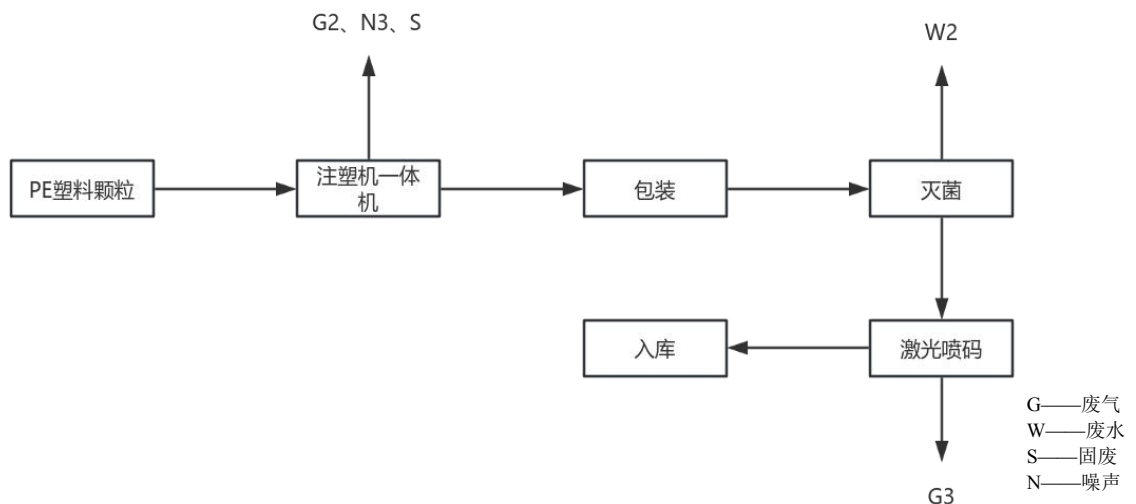 G2、N3、S
W2
PE塑料颗粒
注塑机一体
机
包装
灭菌
入库
激光喷码
G——废气
W——废水
S——固废
N——噪声
G3